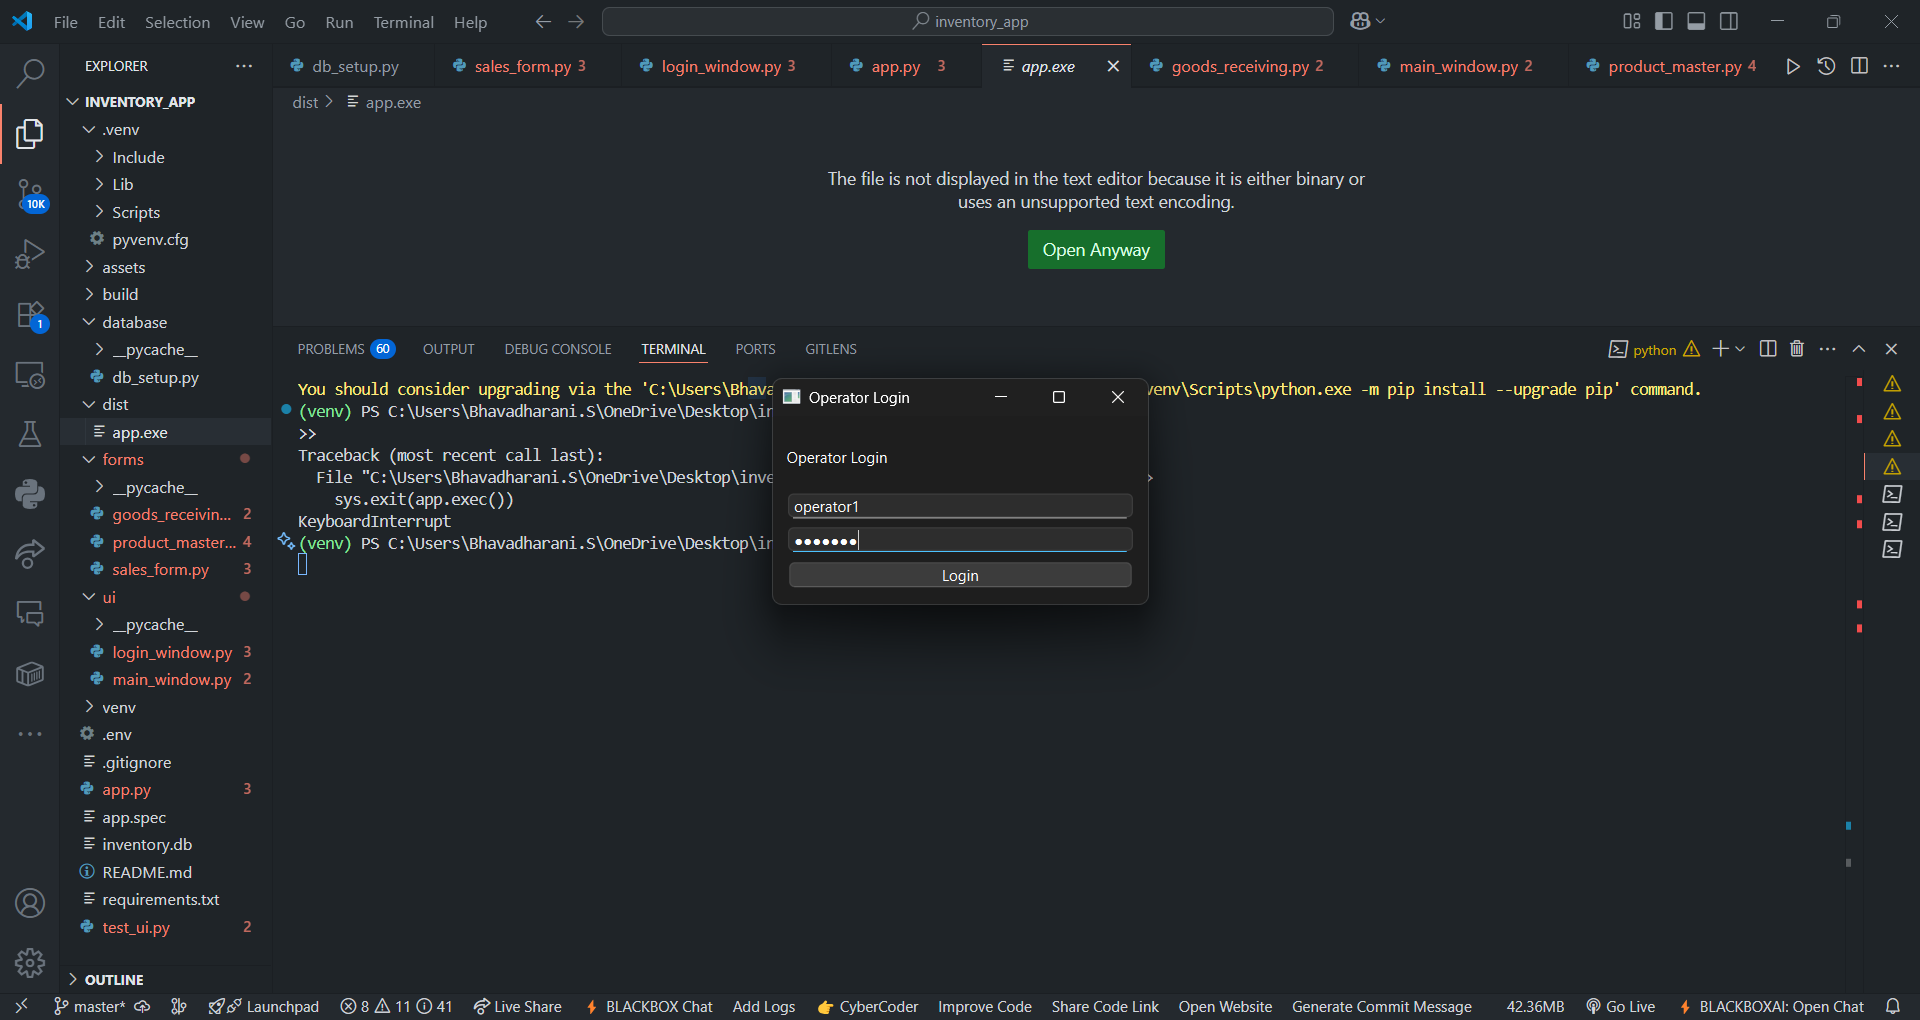 File Edit Selection View Go Run Terminal Help
inventory_app
EXPLORER
INVENTORY_APP
.venv
Include
Lib
Scripts
pyvenv.cfg
assets
build
database
__pycache__
db_setup.py
dist
app.exe
forms
__pycache__
goods_receivin... 2
product_master... 4
sales_form.py 3
ui
__pycache__
login_window.py 3
main_window.py 2
venv
.env
.gitignore
app.py 3
app.spec
inventory.db
README.md
requirements.txt
test_ui.py 2
OUTLINE
10K
1
db_setup.py sales_form.py 3 login_window.py 3 app.py 3 app.exe goods_receiving.py 2 main_window.py 2 product_master.py 4
dist > app.exe
The file is not displayed in the text editor because it is either binary or
uses an unsupported text encoding.
Open Anyway
PROBLEMS 60 OUTPUT DEBUG CONSOLE TERMINAL PORTS GITLENS
python
You should consider upgrading via the 'C:\Users\Bhava venv\Scripts\python.exe -m pip install --upgrade pip' command.
(venv) PS C:\Users\Bhavadharani.S\OneDrive\Desktop\in
>>
Traceback (most recent call last):
File "C:\Users\Bhavadharani.S\OneDrive\Desktop\inve >
sys.exit(app.exec())
KeyboardInterrupt
(venv) PS C:\Users\Bhavadharani.S\OneDrive\Desktop\in
Operator Login
Operator Login
operator1
•••••••
Login
master* Launchpad 8 11 41 Live Share BLACKBOX Chat Add Logs CyberCoder Improve Code Share Code Link Open Website Generate Commit Message 42.36MB Go Live BLACKBOXAI: Open Chat